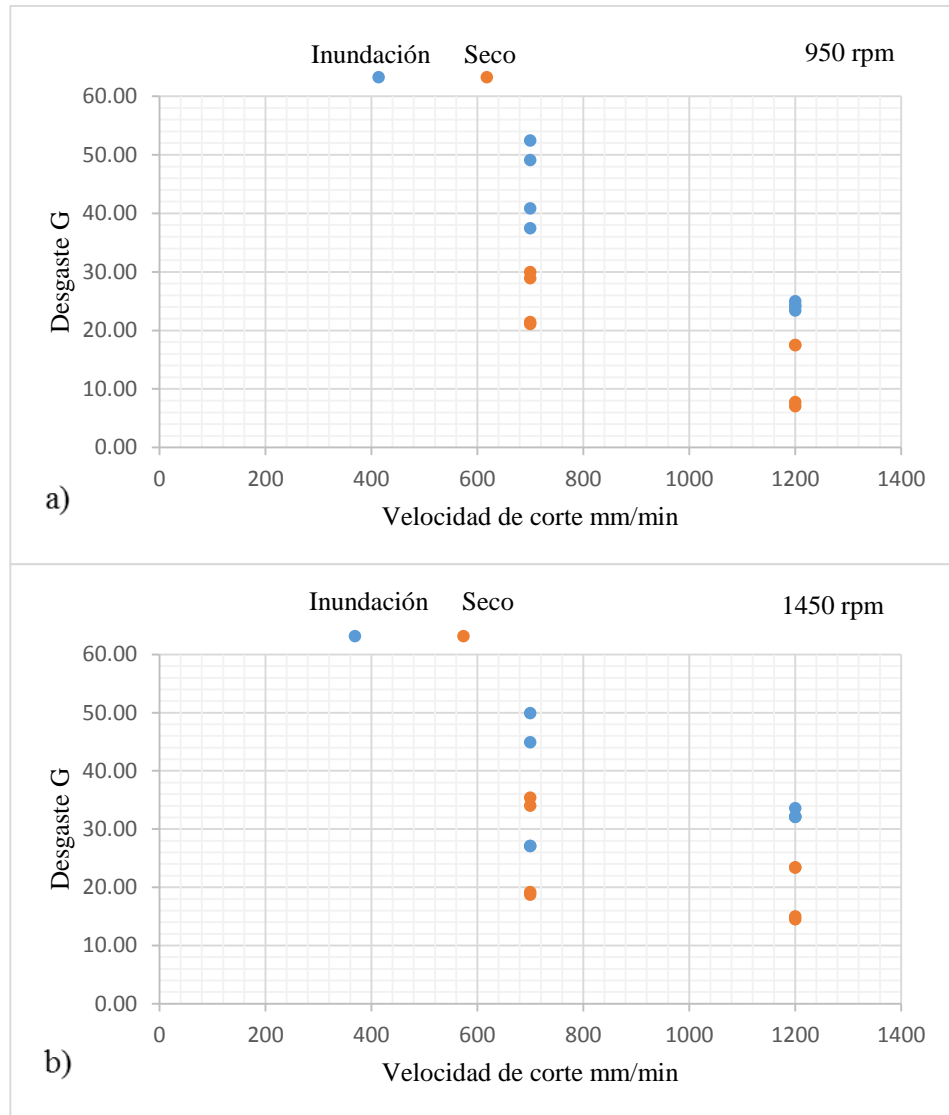 Inundación Seco 950 rpm
60.00
50.00
40.00
30.00
20.00
10.00
0.00
Desgaste G
0 200 400 600 800 1000 1200 1400
a)
Velocidad de corte mm/min
Inundación Seco 1450 rpm
60.00
50.00
40.00
30.00
20.00
10.00
0.00
Desgaste G
0 200 400 600 800 1000 1200 1400
b)
Velocidad de corte mm/min